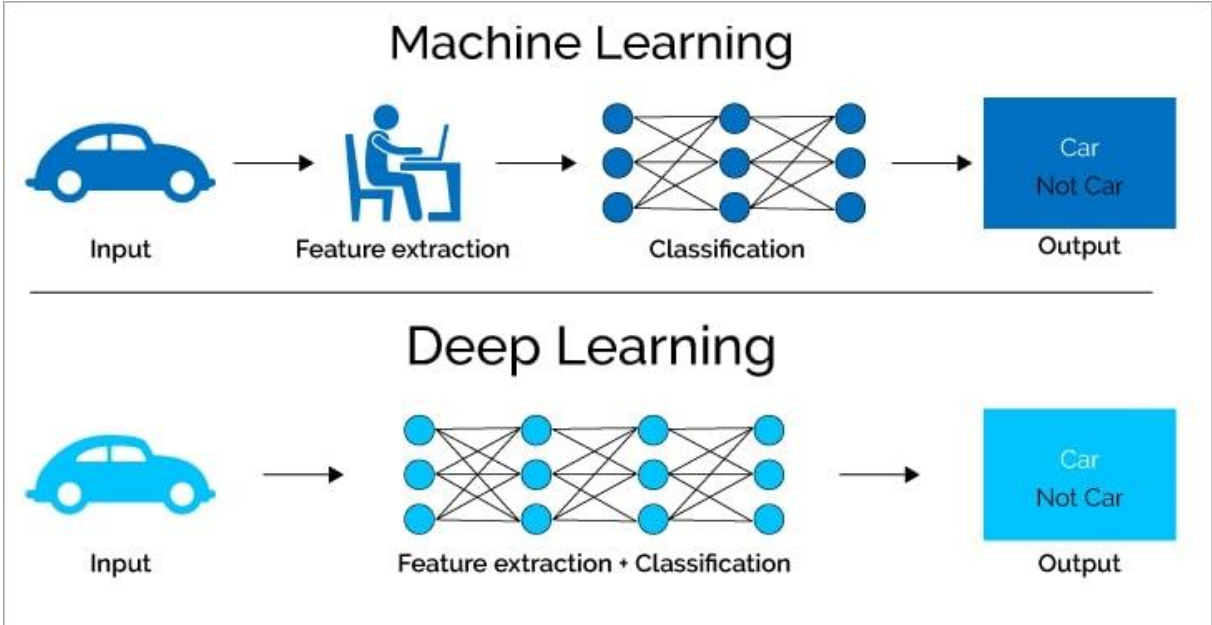 Machine Learning
Car
Not Car
Input
Feature extraction
Classification
Output
Deep Learning
Car
Not Car
Input
Feature extraction + Classification
Output